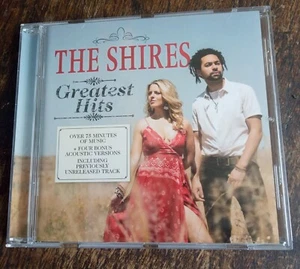 THE SHIRES
Greatest
Hits
OVER 75 MINUTES
OF MUSIC
+ FOUR BONUS
ACOUSTIC VERSIONS
INCLUDING
PREVIOUSLY
UNRELEASED TRACK